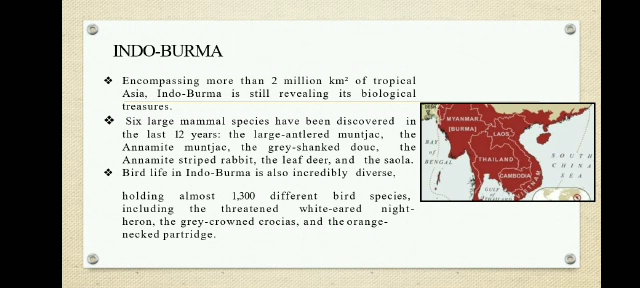 INDO-BURMA
❖ Encompassing more than 2 million km² of tropical
Asia, Indo-Burma is still revealing its biological
treasures.
❖ Six large mammal species have been discovered in
the last 12 years: the large-antlered muntjac, the
Annamite muntjac, the grey-shanked douc, the
Annamite striped rabbit, the leaf deer, and the saola.
❖ Bird life in Indo-Burma is also incredibly diverse,
holding almost 1,300 different bird species,
including the threatened white-eared night-
heron, the grey-crowned crocias, and the orange-
necked partridge.
MYANMAR
[BURMA]
LAOS
BAY
of
BENGAL
THAILAND
CAMBODIA
VIETNAM
SOUTH
CHINA
SEA
Gulf
of